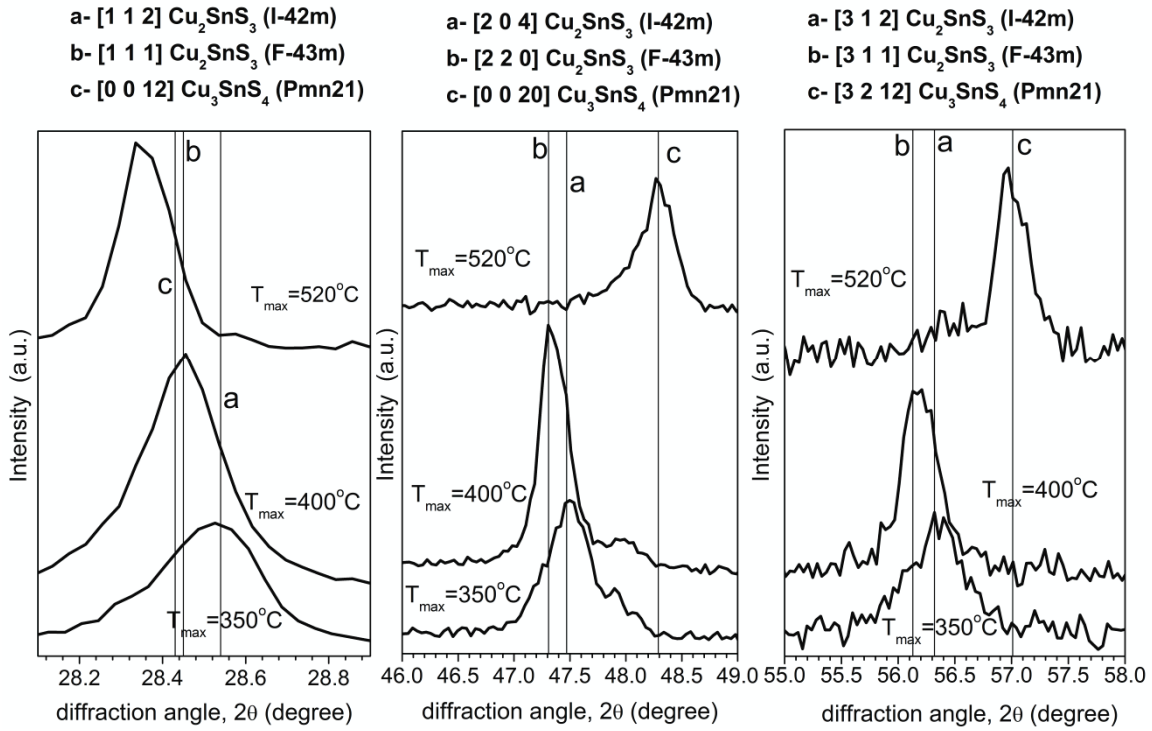 a- [1 1 2] Cu₂SnS₃ (I-42m)
b- [1 1 1] Cu₂SnS₃ (F-43m)
c- [0 0 12] Cu₃SnS₄ (Pmn21)
b
c
Tmax=520°C
a
Tmax=400°C
Tmax=350°C
Intensity (a.u.)
28.2 28.4 28.6 28.8
diffraction angle, 2θ (degree)
a- [2 0 4] Cu₂SnS₃ (I-42m)
b- [2 2 0] Cu₂SnS₃ (F-43m)
c- [0 0 20] Cu₃SnS₄ (Pmn21)
b
a
c
Tmax=520°C
Tmax=400°C
Tmax=350°C
Intensity (a.u.)
46.0 46.5 47.0 47.5 48.0 48.5 49.0
diffraction angle, 2θ (degree)
a- [3 1 2] Cu₂SnS₃ (I-42m)
b- [3 1 1] Cu₂SnS₃ (F-43m)
c- [3 2 12] Cu₃SnS₄ (Pmn21)
b
a
c
Tmax=520°C
Tmax=400°C
Tmax=350°C
Intensity (a.u.)
55.0 55.5 56.0 56.5 57.0 57.5 58.0
diffraction angle, 2θ (degree)